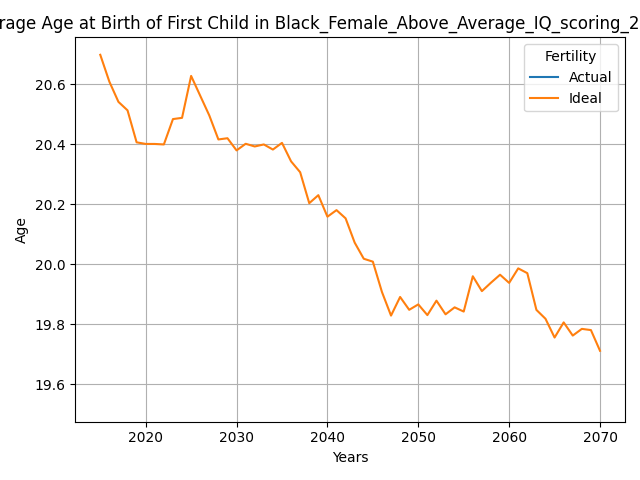 rage Age at Birth of First Child in Black_Female_Above_Average_IQ_scoring_2
Fertility
Actual
Ideal
Age
20.6
20.4
20.2
20.0
19.8
19.6
2020 2030 2040 2050 2060 2070
Years